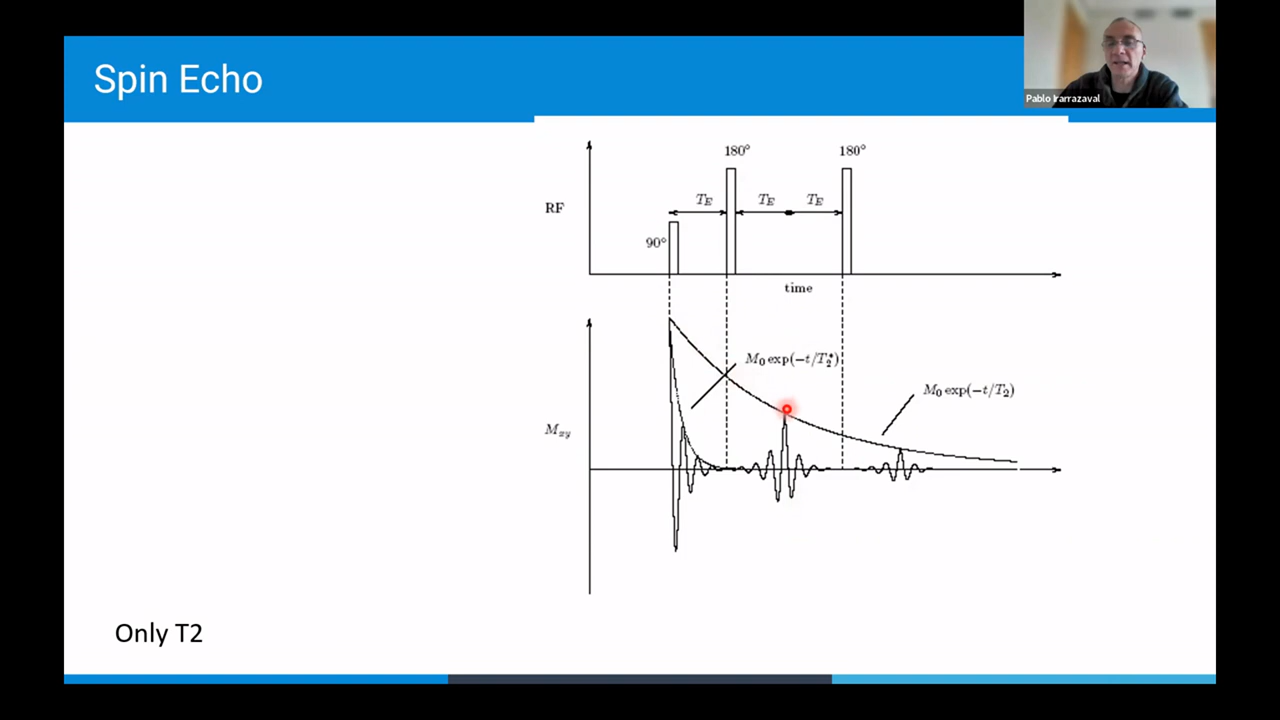 Spin Echo
Pablo Irarrazaval
180° 180°
T_E T_E T_E
RF
90°
time
M_0 exp(−t/T_2^*)
M_0 exp(−t/T_2)
M_xy
Only T2